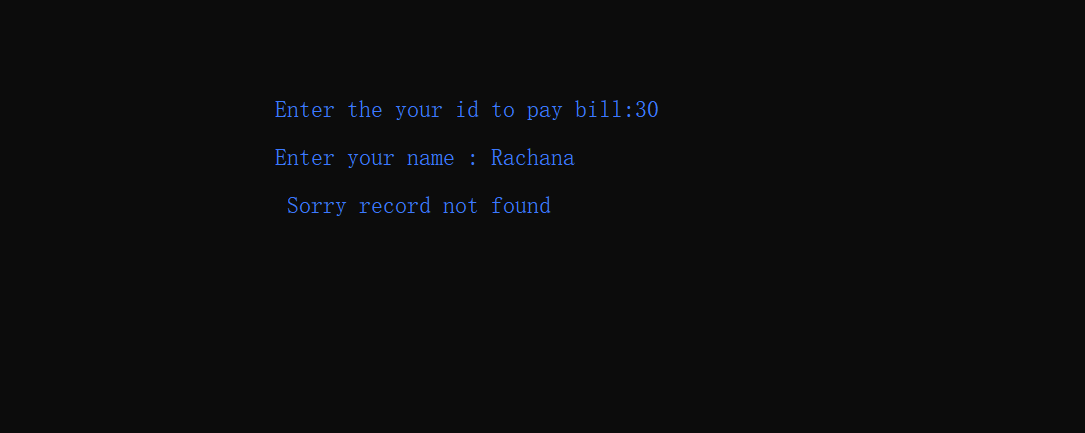 Enter the your id to pay bill:30
Enter your name : Rachana
Sorry record not found